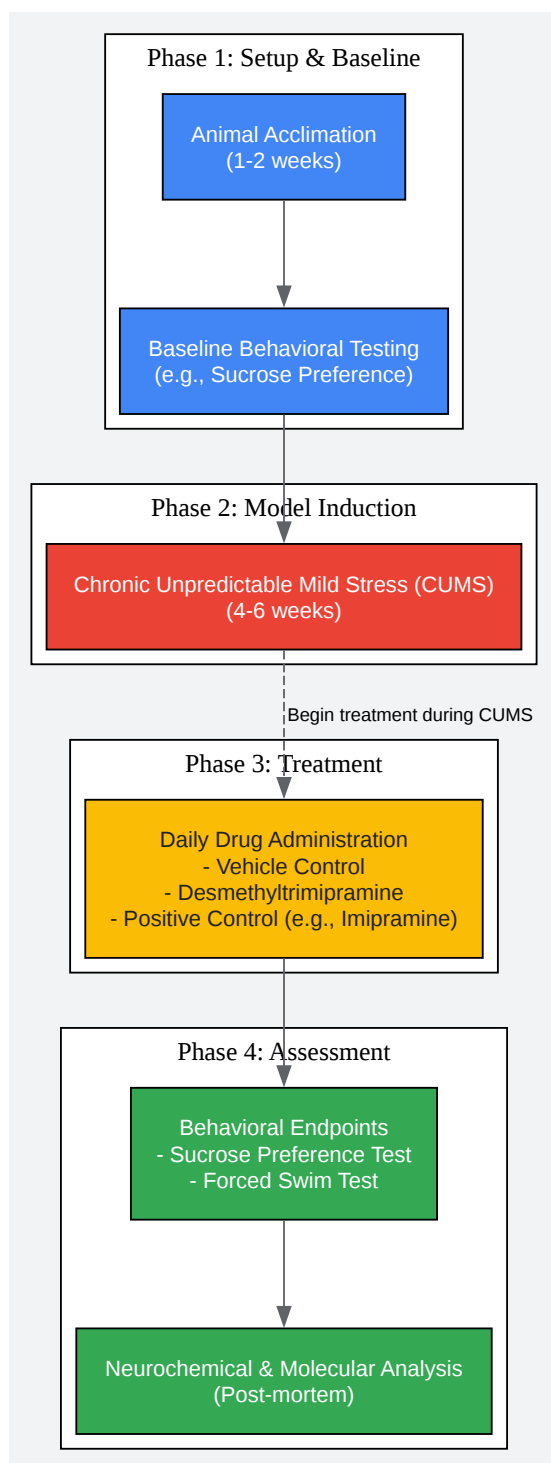 Phase 1: Setup & Baseline
Animal Acclimation
(1-2 weeks)
Baseline Behavioral Testing
(e.g., Sucrose Preference)
Phase 2: Model Induction
Chronic Unpredictable Mild Stress (CUMS)
(4-6 weeks)
Begin treatment during CUMS
Phase 3: Treatment
Daily Drug Administration
- Vehicle Control
- Desmethyltrimipramine
- Positive Control (e.g., Imipramine)
Phase 4: Assessment
Behavioral Endpoints
- Sucrose Preference Test
- Forced Swim Test
Neurochemical & Molecular Analysis
(Post-mortem)